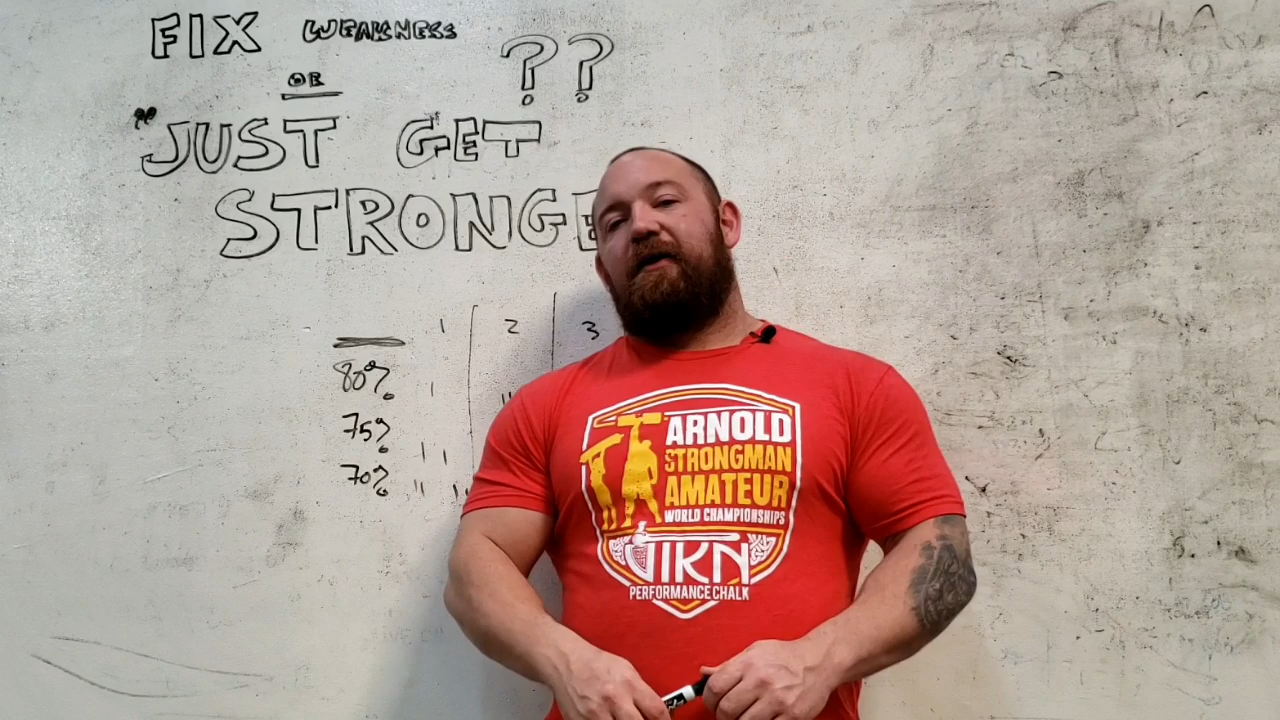 FIX WEAKNESS
OR ??
"JUST GET
STRONGE
1 2 3
80%
75%
70%
ARNOLD
STRONGMAN
AMATEUR
WORLD CHAMPIONSHIPS
PERFORMANCE CHALK